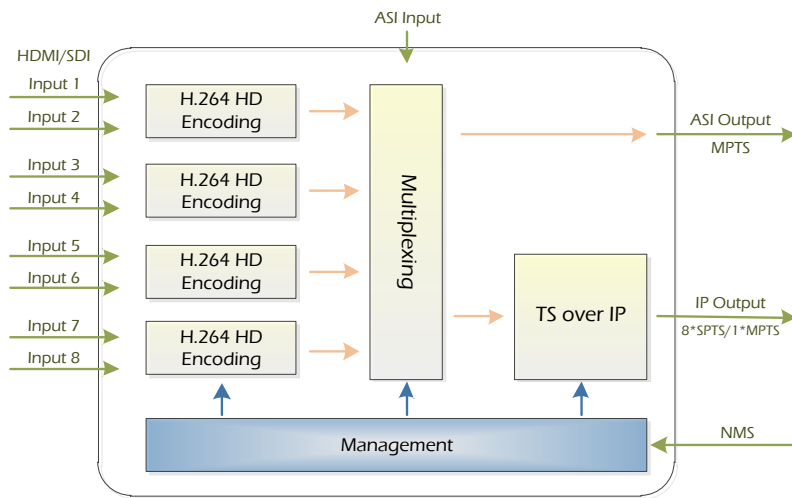 ASI Input
HDMI/SDI
Input 1
Input 2
H.264 HD
Encoding
Input 3
Input 4
H.264 HD
Encoding
Input 5
Input 6
H.264 HD
Encoding
Input 7
Input 8
H.264 HD
Encoding
Multiplexing
ASI Output
MPTS
TS over IP
IP Output
8*SPTS/1*MPTS
Management
NMS